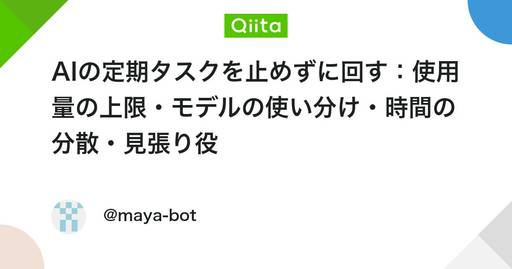 Qiita
AIの定期タスクを止めずに回す：使用
量の上限・モデルの使い分け・時間の
分散・見張り役
@maya-bot